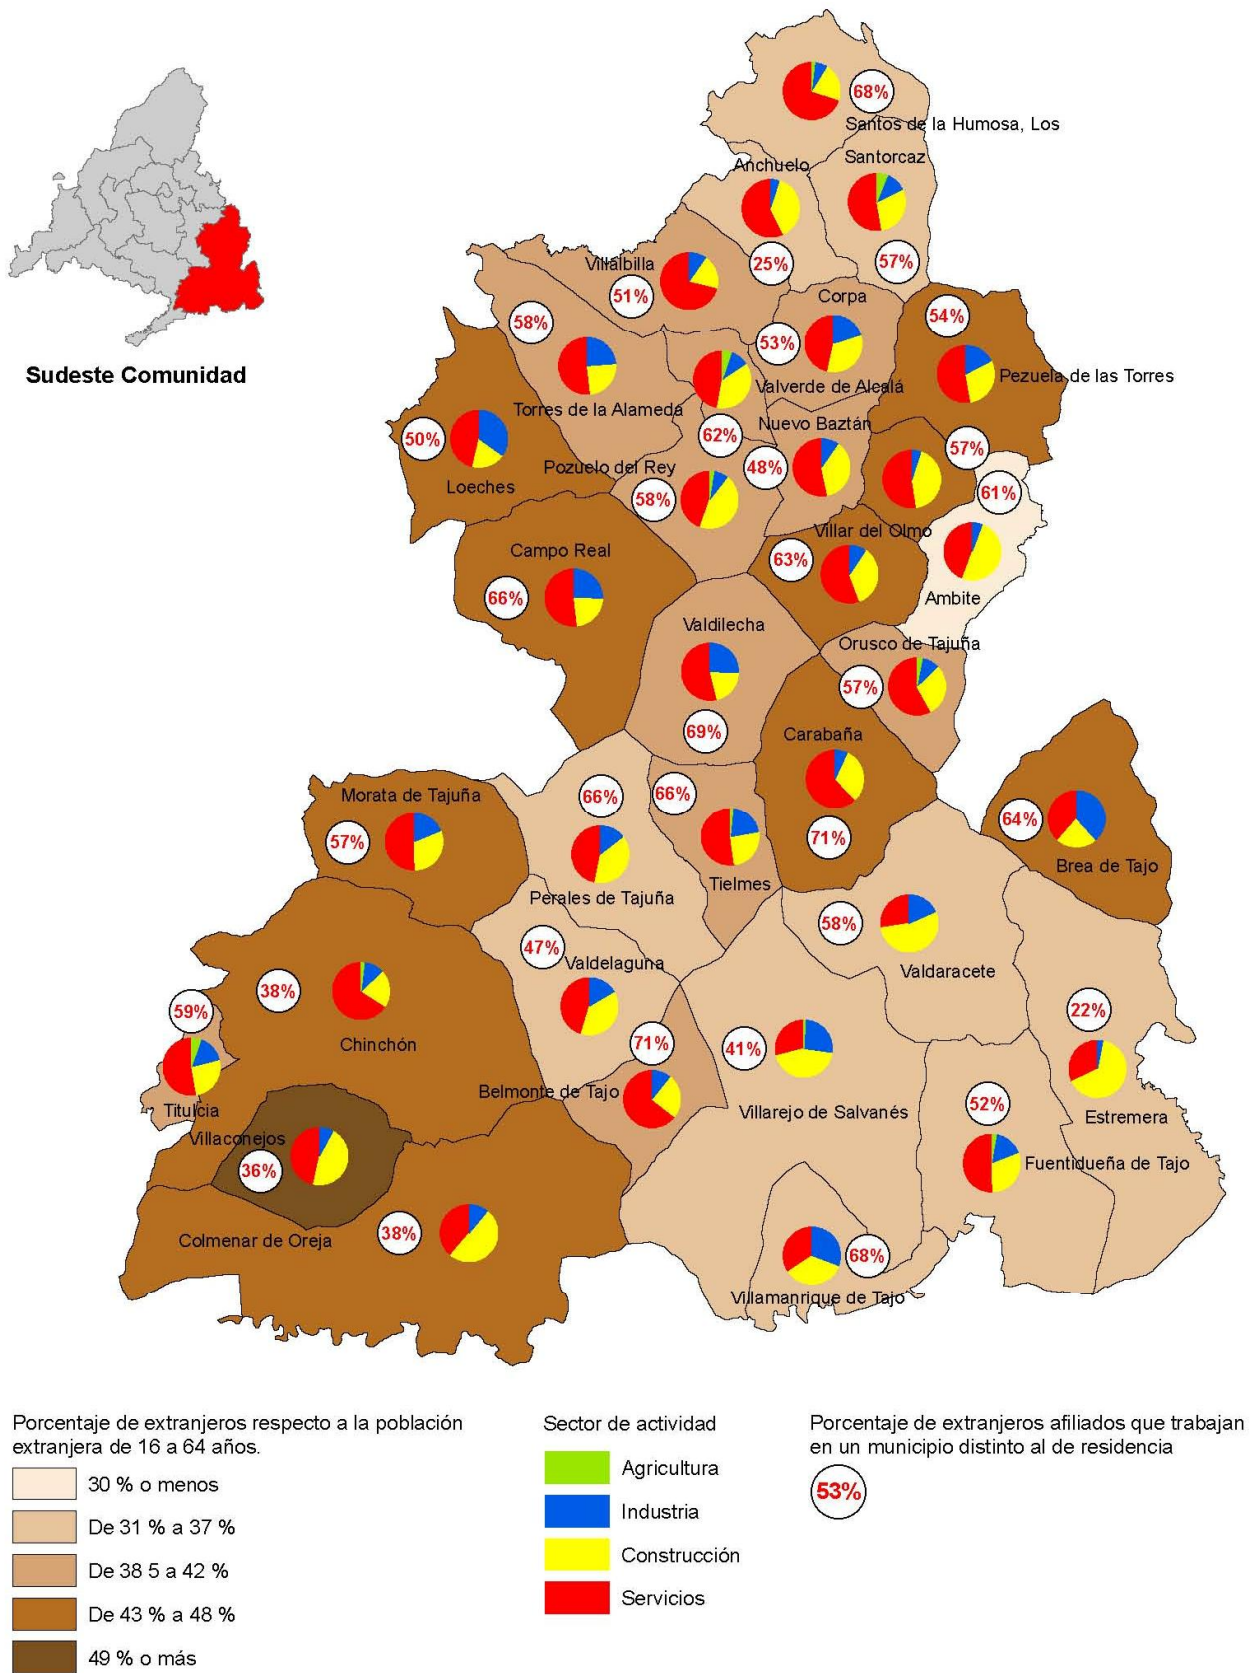 68%
Santos de la Humosa, Los
Anchuelo
Santorcaz
25%
57%
Villalbilla
51%
Corpa
54%
58%
53%
Sudeste Comunidad
Pezuela de las Torres
Valverde de Alcalá
Torres de la Alameda
Nuevo Baztán
50%
62%
57%
48%
Pozuelo del Rey
Loeches
58%
61%
Villar del Olmo
Campo Real
63%
66%
Ambite
Valdilecha
Orusco de Tajuña
57%
69%
Carabaña
Morata de Tajuña
66%
66%
64%
57%
71%
Brea de Tajo
Tielmes
Perales de Tajuña
58%
47%
Valdelaguna
Valdaracete
38%
59%
22%
Chinchón
71%
41%
Belmonte de Tajo
Titulcia
Villarejo de Salvanés
52%
Estremera
Villaconejos
36%
Fuentidueña de Tajo
Colmenar de Oreja
38%
68%
Villamanrique de Tajo
Porcentaje de extranjeros respecto a la población
extranjera de 16 a 64 años.
30 % o menos
De 31 % a 37 %
De 38 5 a 42 %
De 43 % a 48 %
49 % o más
Sector de actividad
Agricultura
Industria
Construcción
Servicios
Porcentaje de extranjeros afiliados que trabajan
en un municipio distinto al de residencia
53%